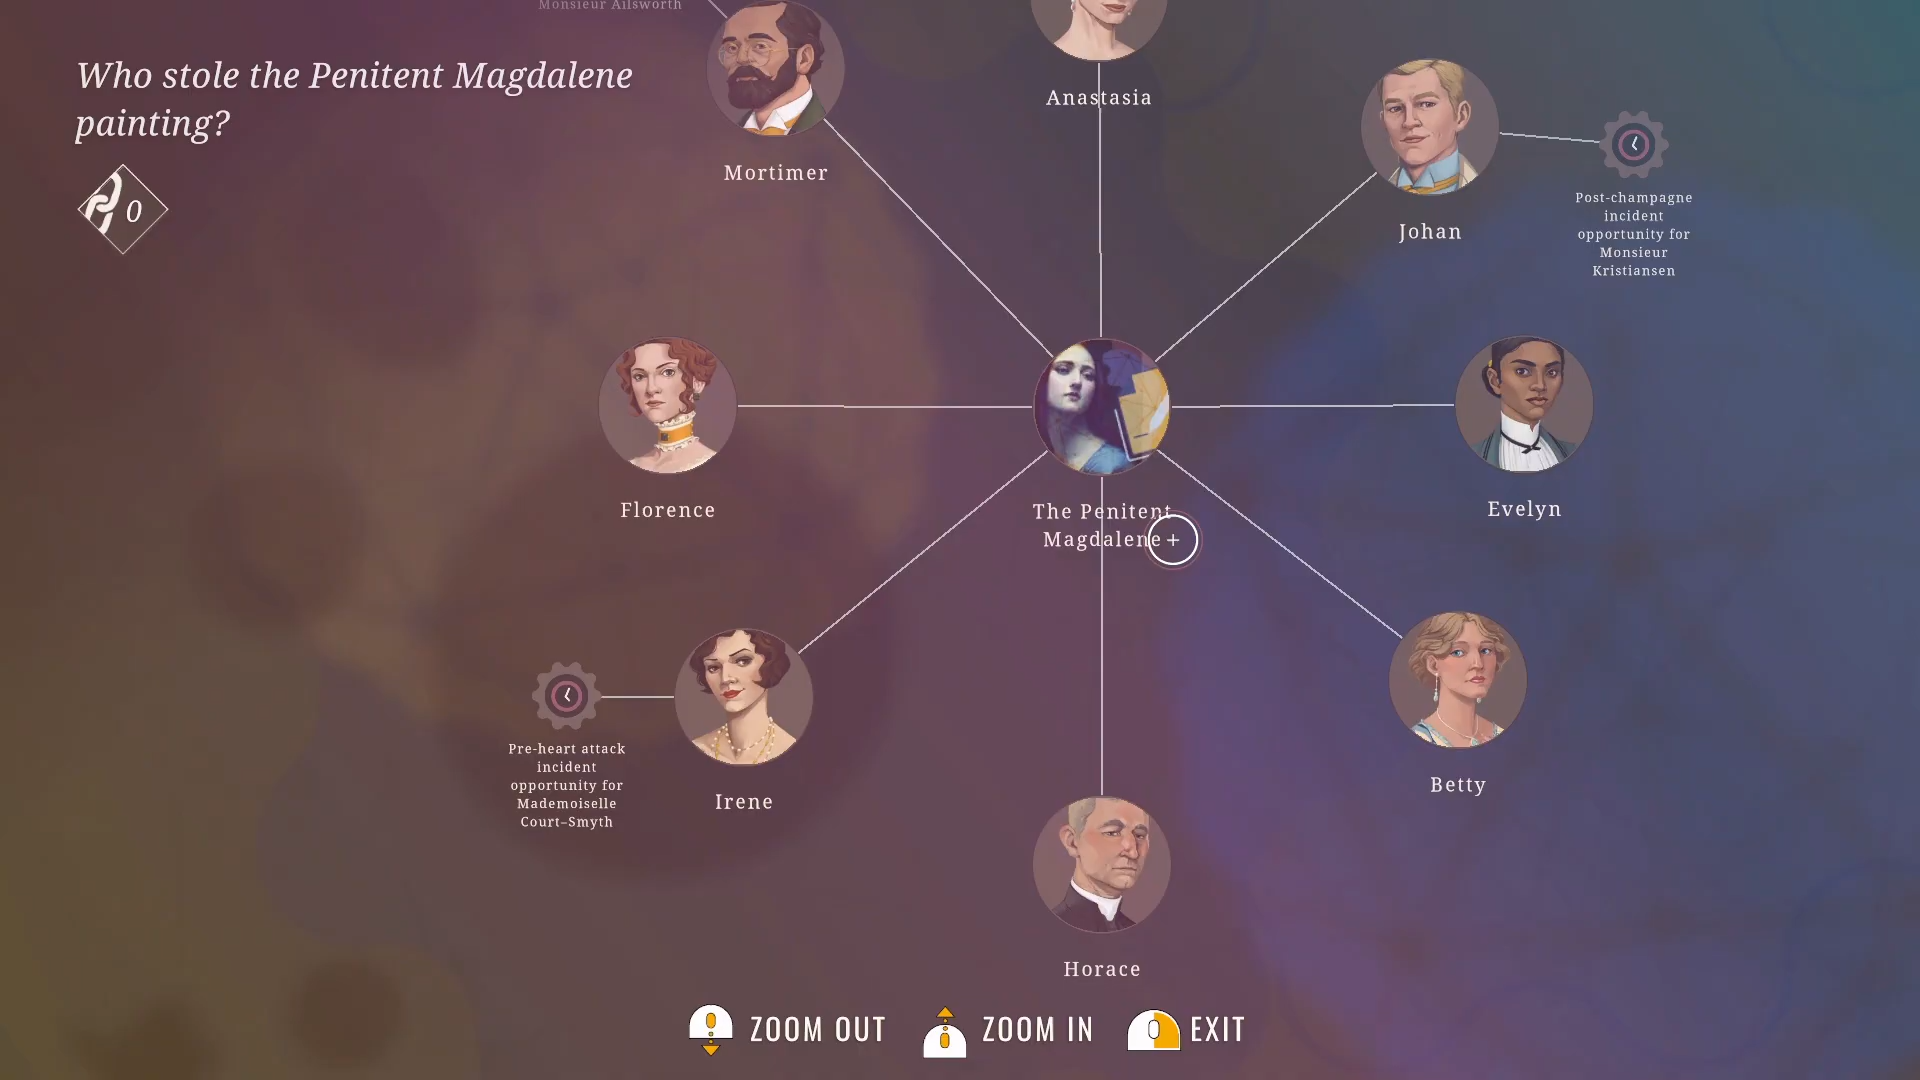 Monsieur Ailsworth
Who stole the Penitent Magdalene
painting?
0
Mortimer
Anastasia
Johan
Post-champagne
incident
opportunity for
Monsieur
Kristiansen
Florence
The Penitent
Magdalene
Evelyn
Pre-heart attack
incident
opportunity for
Mademoiselle
Court–Smyth
Irene
Betty
Horace
ZOOM OUT
ZOOM IN
EXIT